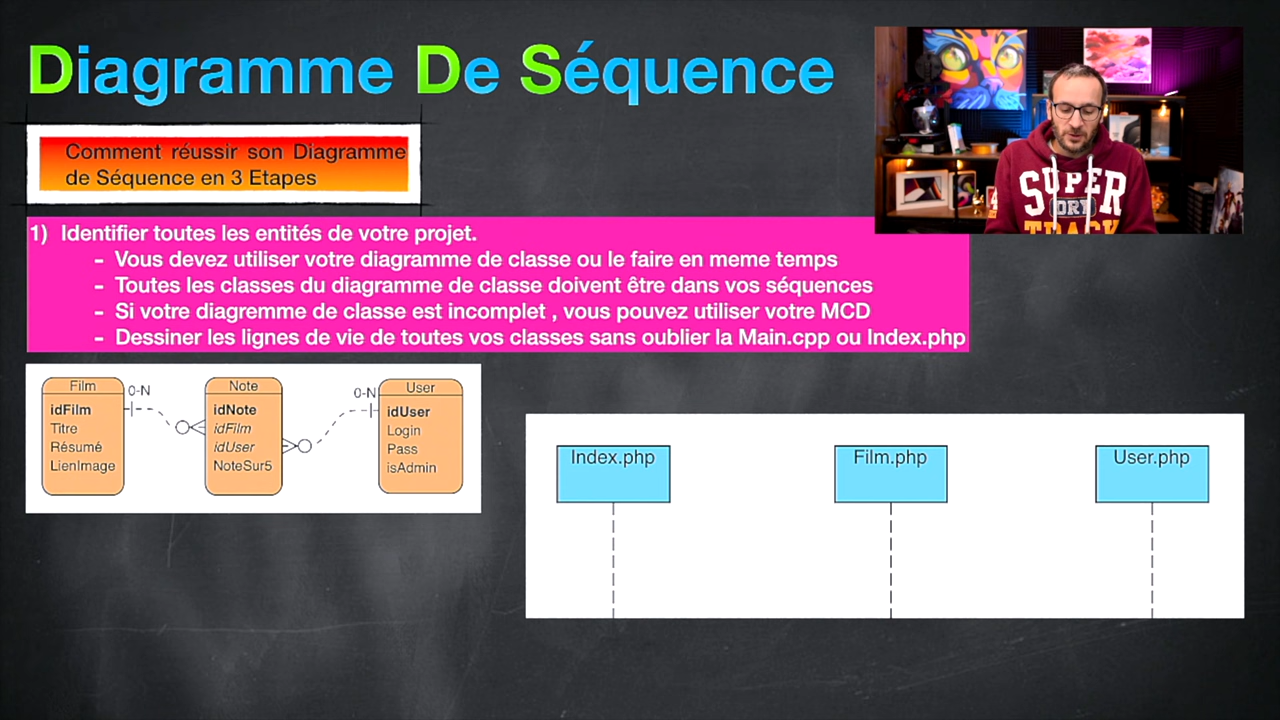 Diagramme De Séquence
Comment réussir son Diagramme
de Séquence en 3 Etapes
SUPER
DRY
TRACK
1) Identifier toutes les entités de votre projet.
- Vous devez utiliser votre diagramme de classe ou le faire en meme temps
- Toutes les classes du diagramme de classe doivent être dans vos séquences
- Si votre diagremme de classe est incomplet , vous pouvez utiliser votre MCD
- Dessiner les lignes de vie de toutes vos classes sans oublier la Main.cpp ou Index.php
Film
idFilm
Titre
Résumé
LienImage
0-N
Note
idNote
idFilm
idUser
NoteSur5
0-N
User
idUser
Login
Pass
isAdmin
Index.php
Film.php
User.php